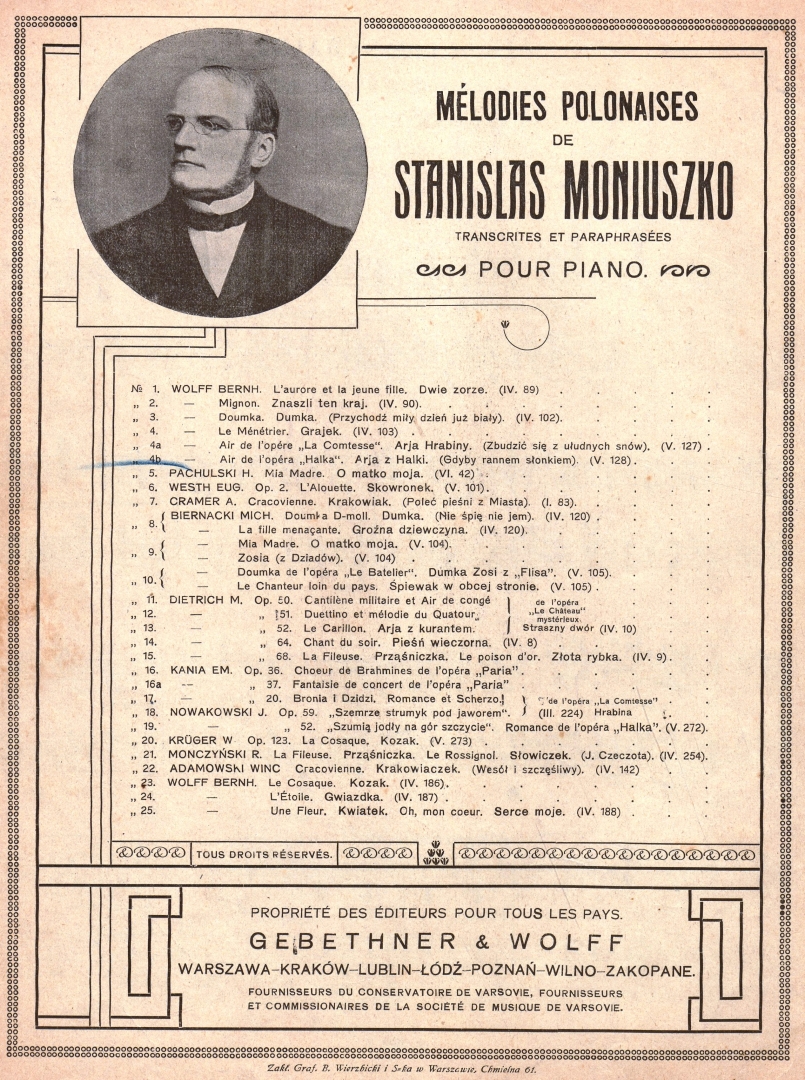 MÉLODIES POLONAISES
DE
STANISLAS MONIUSZKO
TRANSCRITES ET PARAPHRASÉES
POUR PIANO.
№ 1. WOLFF BERNH. L'aurore et la jeune fille. Dwie zorze. (IV. 89)
„ 2. — Mignon. Znaszli ten kraj. (IV. 90).
„ 3. — Doumka. Dumka. (Przychodź miły dzień już biały). (IV. 102).
„ 4. — Le Ménétrier. Grajek. (IV. 103)
„ 4a — Air de l'opére „La Comtesse“. Arja Hrabiny. (Zbudzić się z ułudnych snów). (V. 127)
„ 4b — Air de l'opéra „Halka“. Arja z Halki. (Gdyby rannem słonkiem). (V. 128).
„ 5. PACHULSKI H. Mia Madre. O matko moja. (VI. 42)
„ 6. WESTH EUG. Op. 2. L'Alouette. Skowronek. (V. 101).
„ 7. CRAMER A. Cracovienne. Krakowiak. (Poleć pieśni z Miasta). (I. 83).
„ 8. { BIERNACKI MICH. Doumka D-moll. Dumka. (Nie śpię nie jem). (IV. 120)
— La fille menaçante. Groźna dziewczyna. (IV. 120).
„ 9. { — Mia Madre. O matko moja. (V. 104).
— Zosia (z Dziadów). (V. 104)
„ 10. { — Doumka de l'opéra „Le Batelier“. Dumka Zosi z „Flisa“. (V. 105).
— Le Chanteur loin du pays. Śpiewak w obcej stronie. (V. 105)
„ 11. DIETRICH M. Op. 50. Cantilène militaire et Air de congé } de l'opéra
„ 12. — „ 51. Duettino et mélodie du Quatour } „Le Château“ mystérieux
„ 13. — „ 52. Le Carillon. Arja z kurantem. } Straszny dwór (IV. 10)
„ 14. — „ 64. Chant du soir. Pieśń wieczorna. (IV. 8)
„ 15. — „ 68. La Fileuse. Prząśniczka. Le poison d'or. Złota rybka. (IV. 9)
„ 16. KANIA EM. Op. 36. Choeur de Brahmines de l'opéra „Paria“
„ 16a — „ 37. Fantaisie de concert de l'opéra „Paria“
„ 17. — „ 20. Bronia i Dzidzi. Romance et Scherzo. } de l'opéra „La Comtesse“
„ 18. NOWAKOWSKI J. Op. 59. „Szemrze strumyk pod jaworem“. } (III. 224) Hrabina
„ 19. — „ 52. „Szumią jodły na gór szczycie“. Romance de l'opéra „Halka“. (V. 272).
„ 20. KRÜGER W Op. 123. La Cosaque. Kozak. (V. 273)
„ 21. MONCZYŃSKI R. La Fileuse. Prząśniczka. Le Rossignol. Słowiczek. (J. Czeczota). (IV. 254).
„ 22. ADAMOWSKI WINC Cracovienne. Krakowiaczek. (Wesół i szczęśliwy). (IV. 142)
„ 23. WOLFF BERNH. Le Cosaque. Kozak. (IV. 186).
„ 24. — L'Étoile. Gwiazdka. (IV. 187)
„ 25. — Une Fleur. Kwiatek. Oh, mon coeur. Serce moje. (IV. 188)
TOUS DROITS RÉSERVÉS.
PROPRIÉTÉ DES ÉDITEURS POUR TOUS LES PAYS.
GEBETHNER & WOLFF
WARSZAWA–KRAKÓW–LUBLIN–ŁÓDŹ–POZNAŃ–WILNO–ZAKOPANE.
FOURNISSEURS DU CONSERVATOIRE DE VARSOVIE, FOURNISSEURS
ET COMMISSIONAIRES DE LA SOCIÉTÉ DE MUSIQUE DE VARSOVIE.
Zakł. Graf. B. Wierzbicki i S-ka w Warszawie, Chmielna 61.